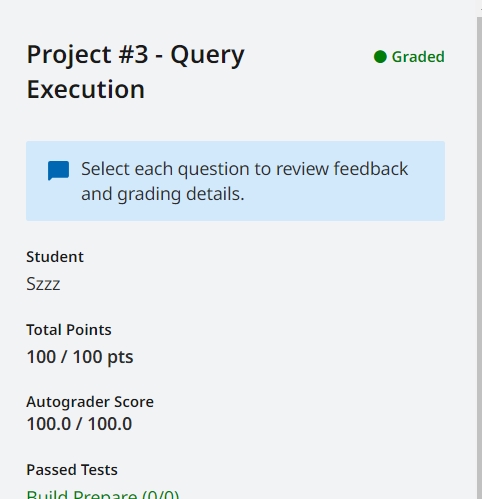 Project #3 - Query
Execution
Graded
Select each question to review feedback
and grading details.
Student
Szzz
Total Points
100 / 100 pts
Autograder Score
100.0 / 100.0
Passed Tests
Build Prepare (0/0)